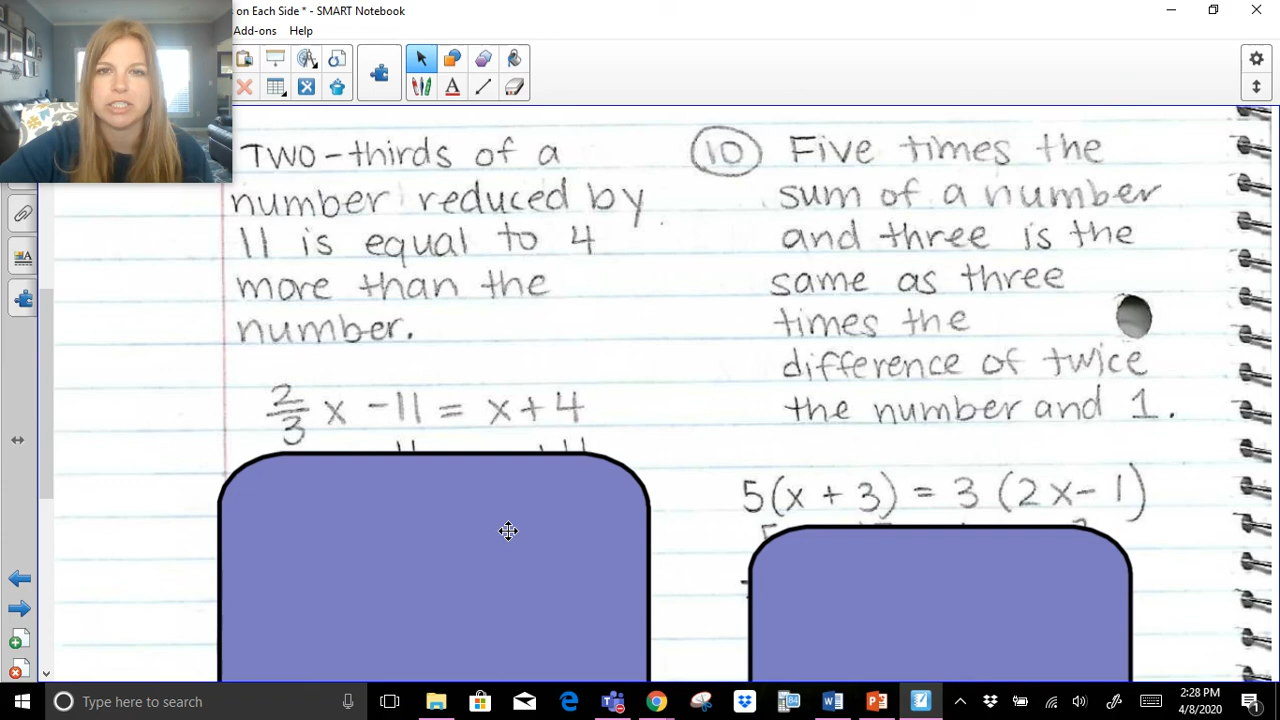 on Each Side * - SMART Notebook
Add-ons Help
Two-thirds of a
number reduced by
11 is equal to 4
more than the
number.
2/3 x - 11 = x + 4
10 Five times the
sum of a number
and three is the
same as three
times the
difference of twice
the number and 1.
5(x + 3) = 3 (2x - 1)
Type here to search
2:28 PM
4/8/2020